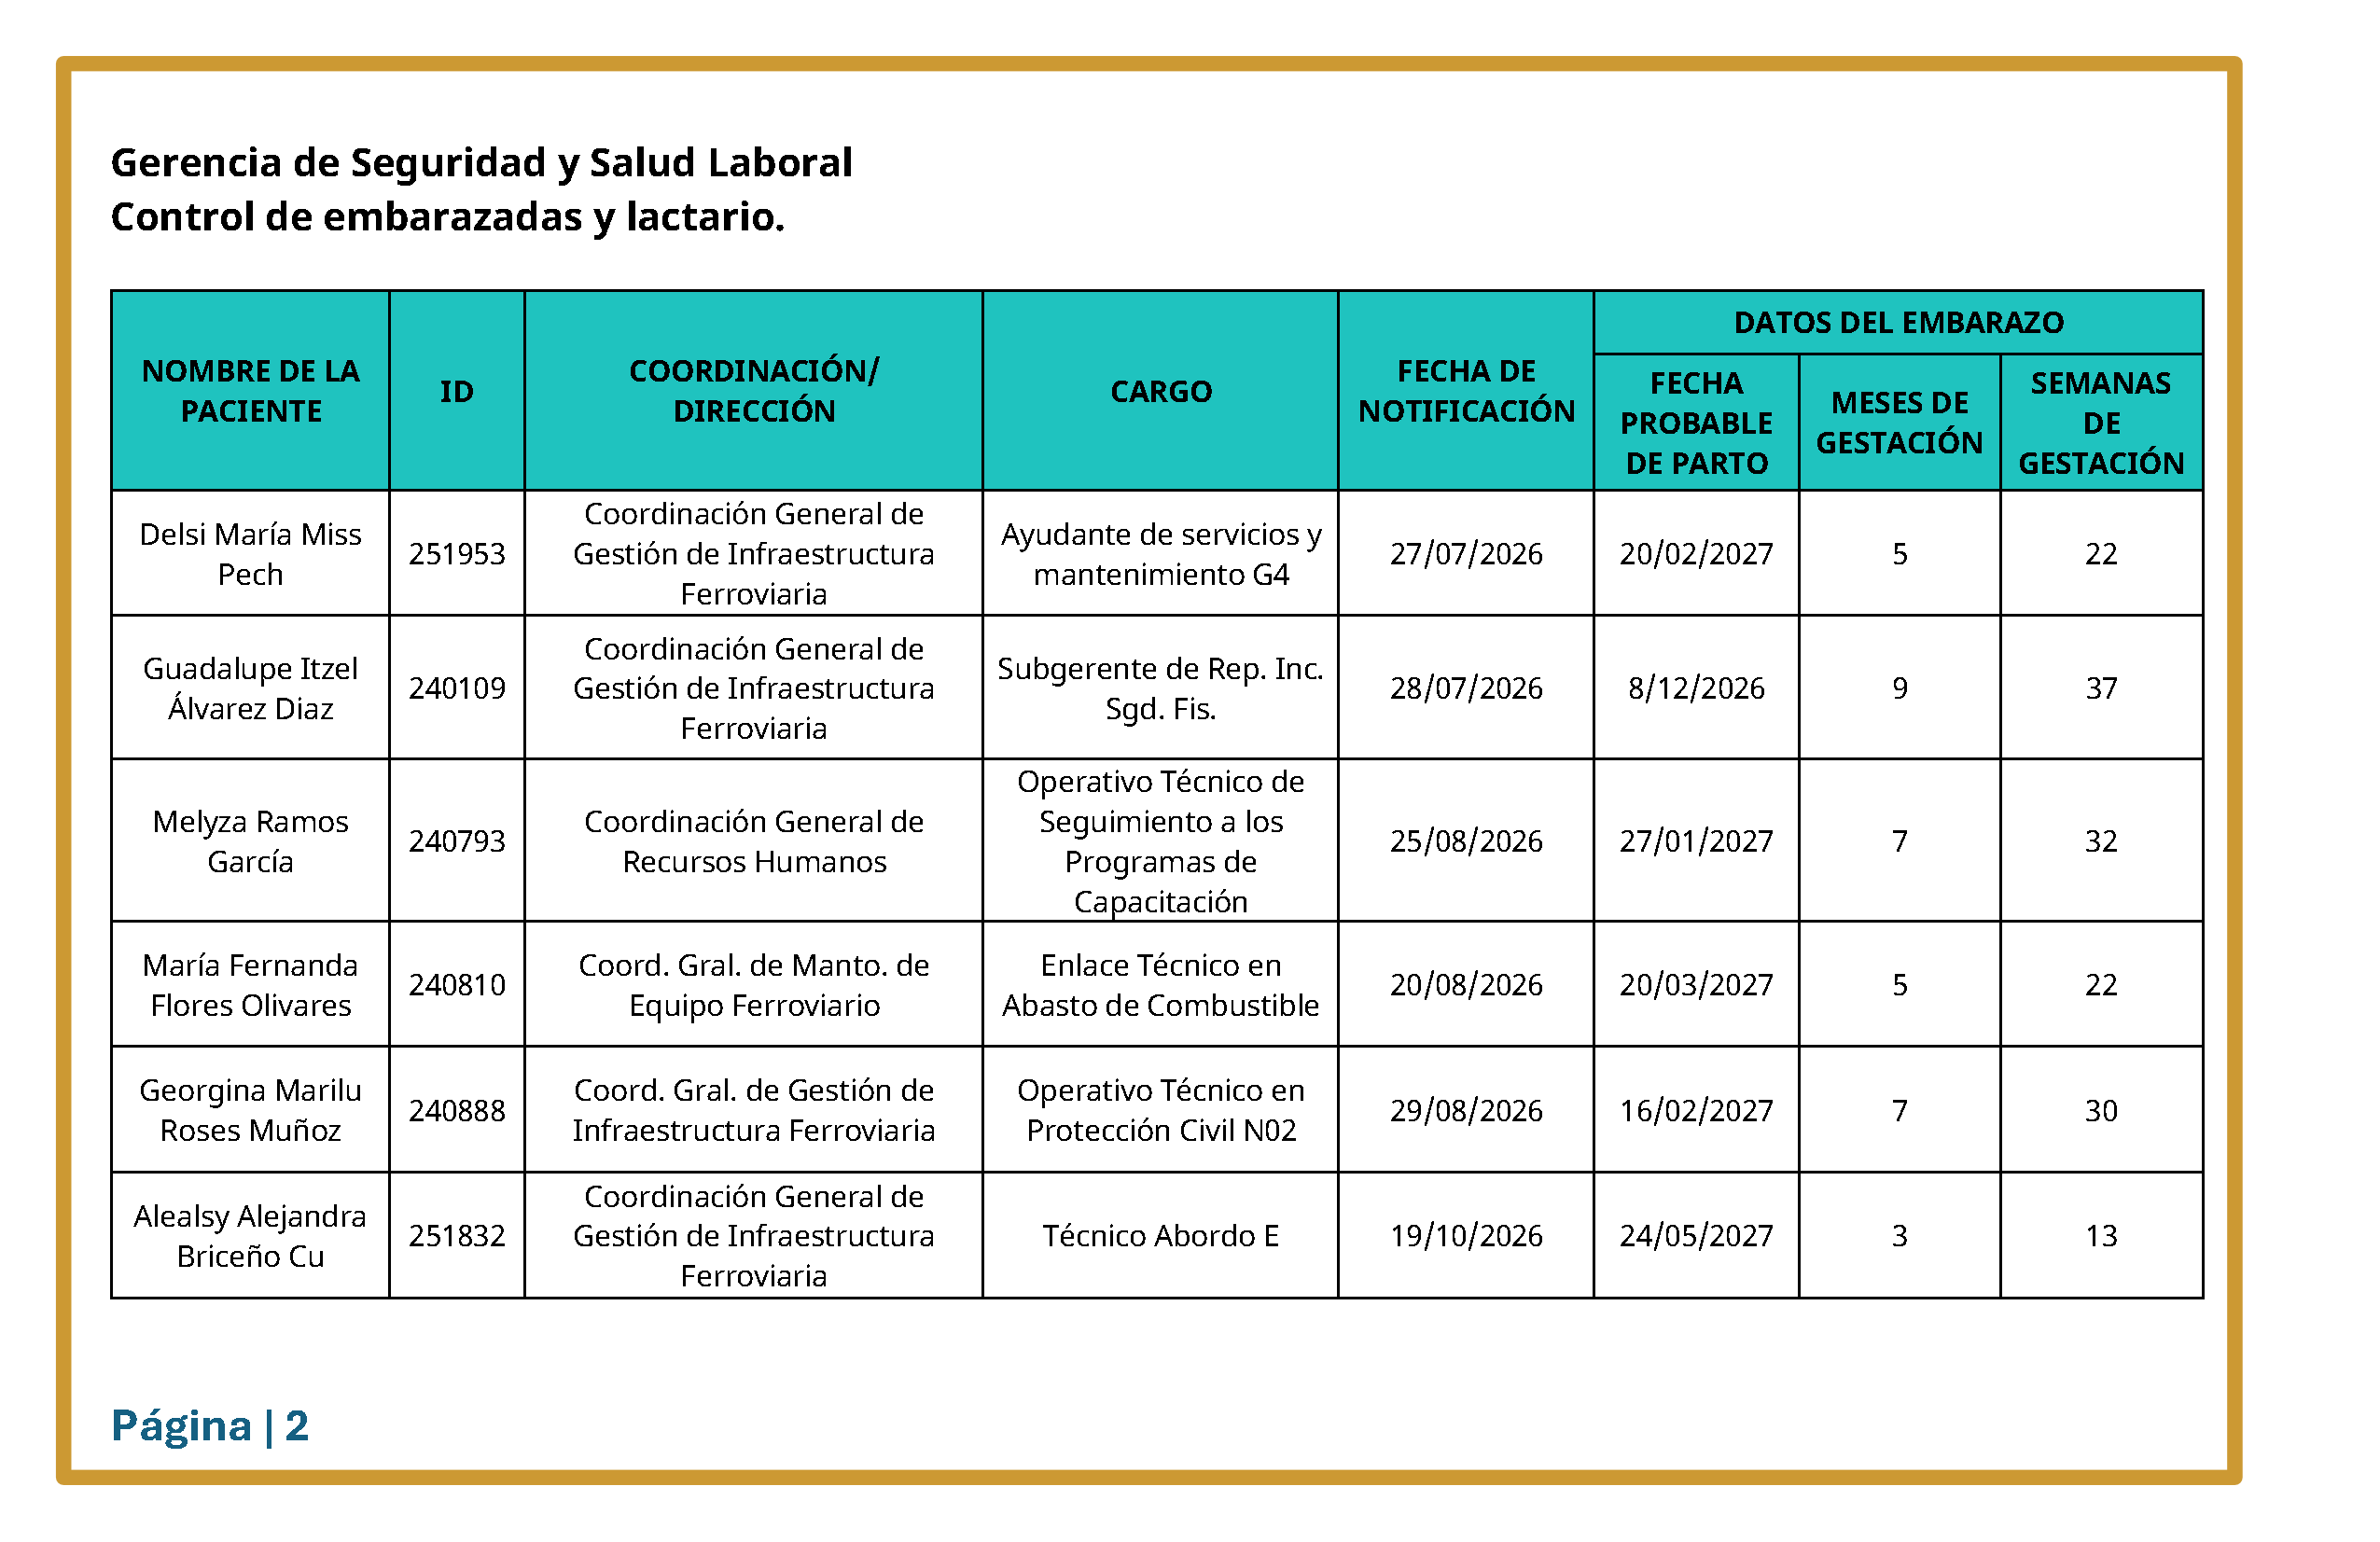 Gerencia de Seguridad y Salud Laboral
Control de embarazadas y lactario.
NOMBRE DE LA
PACIENTE
ID
COORDINACIÓN/
DIRECCIÓN
CARGO
FECHA DE
NOTIFICACIÓN
DATOS DEL EMBARAZO
FECHA
PROBABLE
DE PARTO
MESES DE
GESTACIÓN
SEMANAS
DE
GESTACIÓN
Delsi María Miss
Pech
251953
Coordinación General de
Gestión de Infraestructura
Ferroviaria
Ayudante de servicios y
mantenimiento G4
27/07/2026
20/02/2027
5
22
Guadalupe Itzel
Álvarez Diaz
240109
Coordinación General de
Gestión de Infraestructura
Ferroviaria
Subgerente de Rep. Inc.
Sgd. Fis.
28/07/2026
8/12/2026
9
37
Melyza Ramos
García
240793
Coordinación General de
Recursos Humanos
Operativo Técnico de
Seguimiento a los
Programas de
Capacitación
25/08/2026
27/01/2027
7
32
María Fernanda
Flores Olivares
240810
Coord. Gral. de Manto. de
Equipo Ferroviario
Enlace Técnico en
Abasto de Combustible
20/08/2026
20/03/2027
5
22
Georgina Marilu
Roses Muñoz
240888
Coord. Gral. de Gestión de
Infraestructura Ferroviaria
Operativo Técnico en
Protección Civil N02
29/08/2026
16/02/2027
7
30
Alealsy Alejandra
Briceño Cu
251832
Coordinación General de
Gestión de Infraestructura
Ferroviaria
Técnico Abordo E
19/10/2026
24/05/2027
3
13
Página | 2